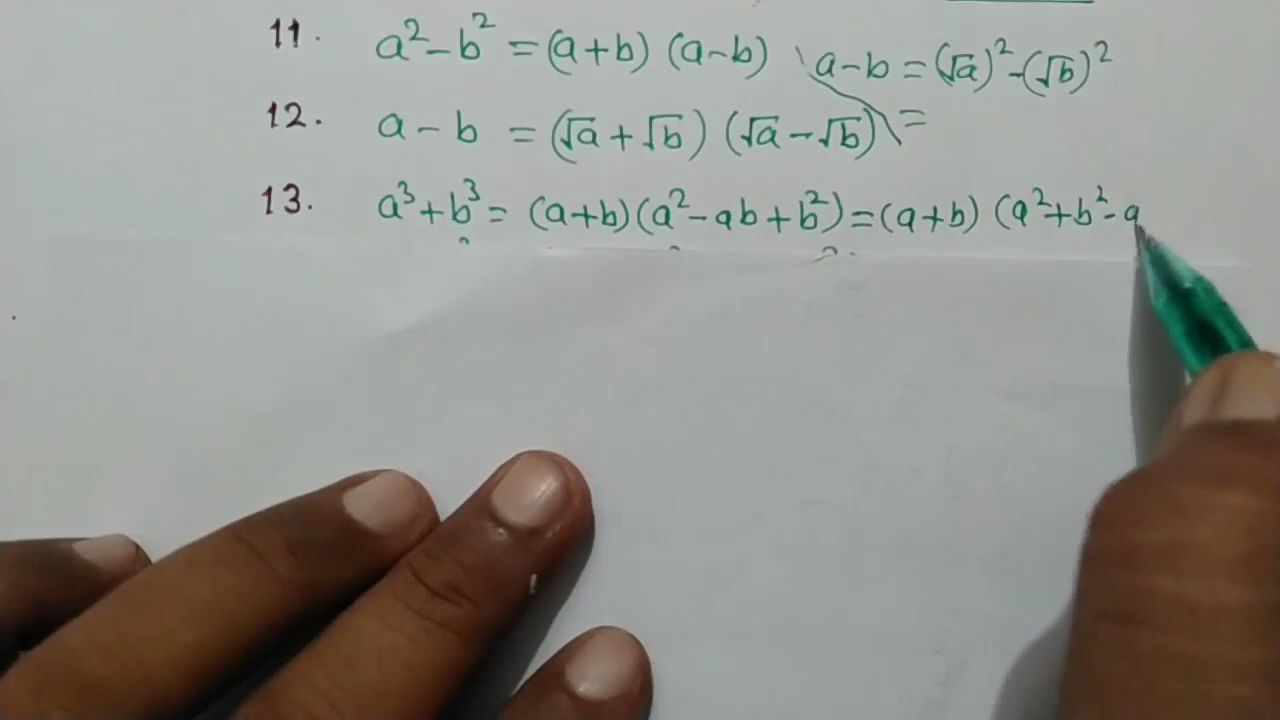 11. a²-b² = (a+b) (a-b) \ a-b = (√a)²-(√b)²
12. a-b = (√a+√b) (√a-√b) \ =
13. a³+b³ = (a+b)(a²-ab+b²) = (a+b) (a²+b²-a